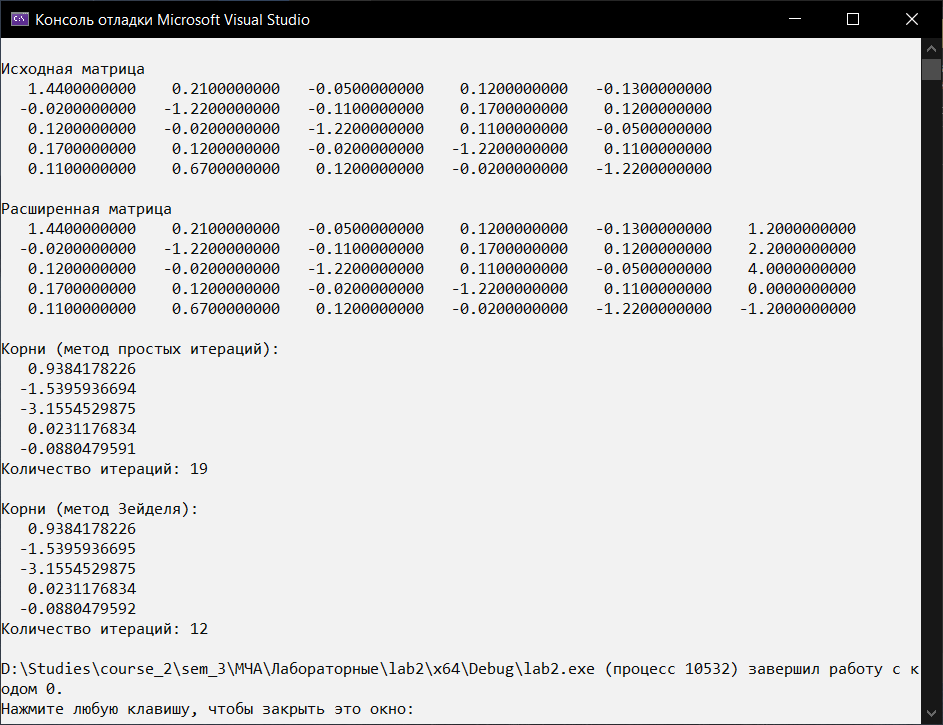 Консоль отладки Microsoft Visual Studio
Исходная матрица
1.4400000000 0.2100000000 -0.0500000000 0.1200000000 -0.1300000000
-0.0200000000 -1.2200000000 -0.1100000000 0.1700000000 0.1200000000
0.1200000000 -0.0200000000 -1.2200000000 0.1100000000 -0.0500000000
0.1700000000 0.1200000000 -0.0200000000 -1.2200000000 0.1100000000
0.1100000000 0.6700000000 0.1200000000 -0.0200000000 -1.2200000000
Расширенная матрица
1.4400000000 0.2100000000 -0.0500000000 0.1200000000 -0.1300000000 1.2000000000
-0.0200000000 -1.2200000000 -0.1100000000 0.1700000000 0.1200000000 2.2000000000
0.1200000000 -0.0200000000 -1.2200000000 0.1100000000 -0.0500000000 4.0000000000
0.1700000000 0.1200000000 -0.0200000000 -1.2200000000 0.1100000000 0.0000000000
0.1100000000 0.6700000000 0.1200000000 -0.0200000000 -1.2200000000 -1.2000000000
Корни (метод простых итераций):
0.9384178226
-1.5395936694
-3.1554529875
0.0231176834
-0.0880479591
Количество итераций: 19
Корни (метод Зейделя):
0.9384178226
-1.5395936695
-3.1554529875
0.0231176834
-0.0880479592
Количество итераций: 12
D:\Studies\course_2\sem_3\МЧА\Лабораторные\lab2\x64\Debug\lab2.exe (процесс 10532) завершил работу с к
одом 0.
Нажмите любую клавишу, чтобы закрыть это окно: